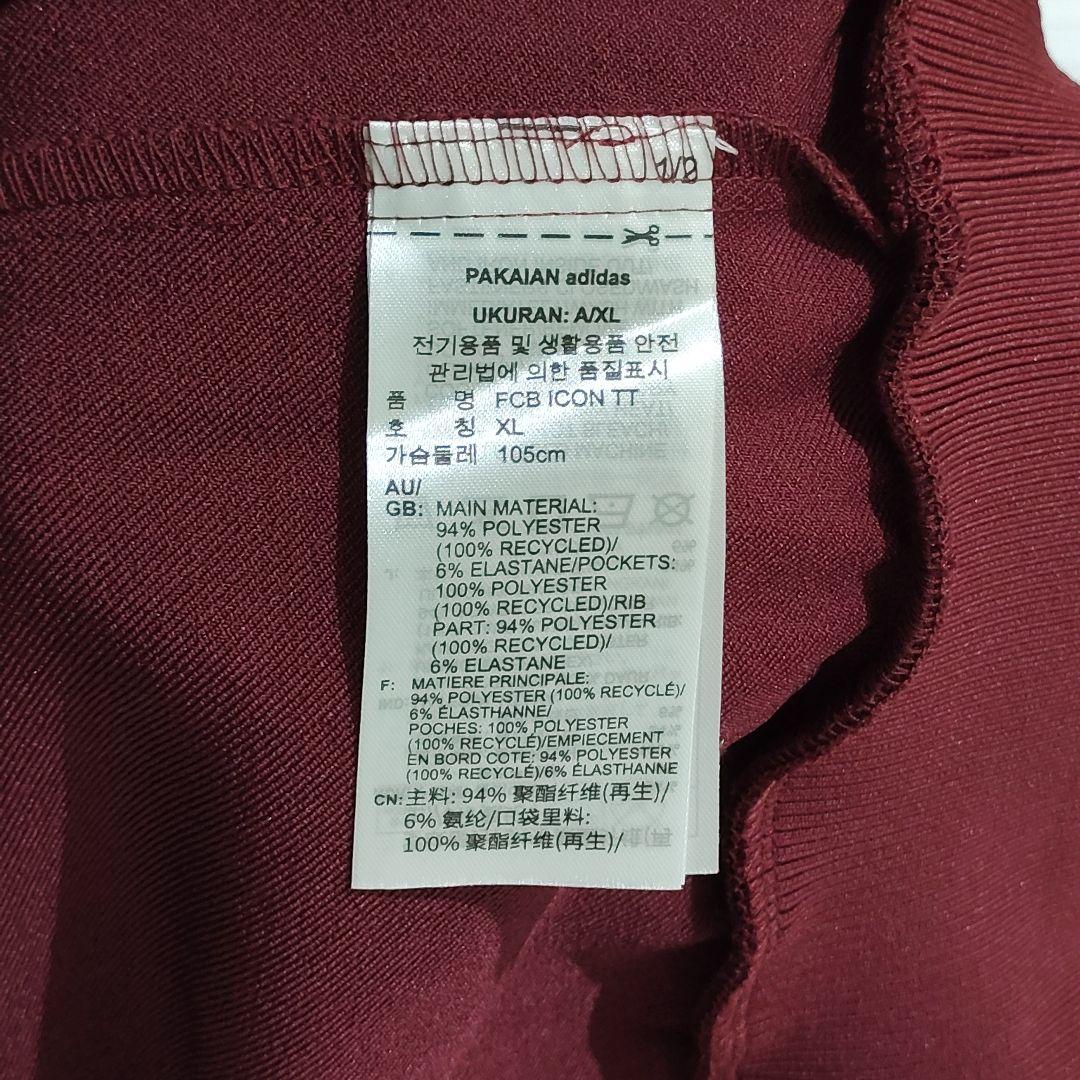 1/9
PAKAIAN adidas
UKURAN: A/XL
전기용품 및 생활용품 안전
관리법에 의한 품질표시
품 명 FCB ICON TT
호 칭 XL
가슴둘레 105cm
AU/
GB: MAIN MATERIAL:
94% POLYESTER
(100% RECYCLED)/
6% ELASTANE/POCKETS:
100% POLYESTER
(100% RECYCLED)/RIB
PART: 94% POLYESTER
(100% RECYCLED)/
6% ELASTANE
F: MATIERE PRINCIPALE:
94% POLYESTER (100% RECYCLÉ)/
6% ÉLASTHANNE/
POCHES: 100% POLYESTER
(100% RECYCLÉ)/EMPIECEMENT
EN BORD COTE: 94% POLYESTER
(100% RECYCLÉ)/6% ÉLASTHANNE
CN: 主料: 94% 聚酯纤维(再生)/
6% 氨纶/口袋里料:
100% 聚酯纤维(再生)/